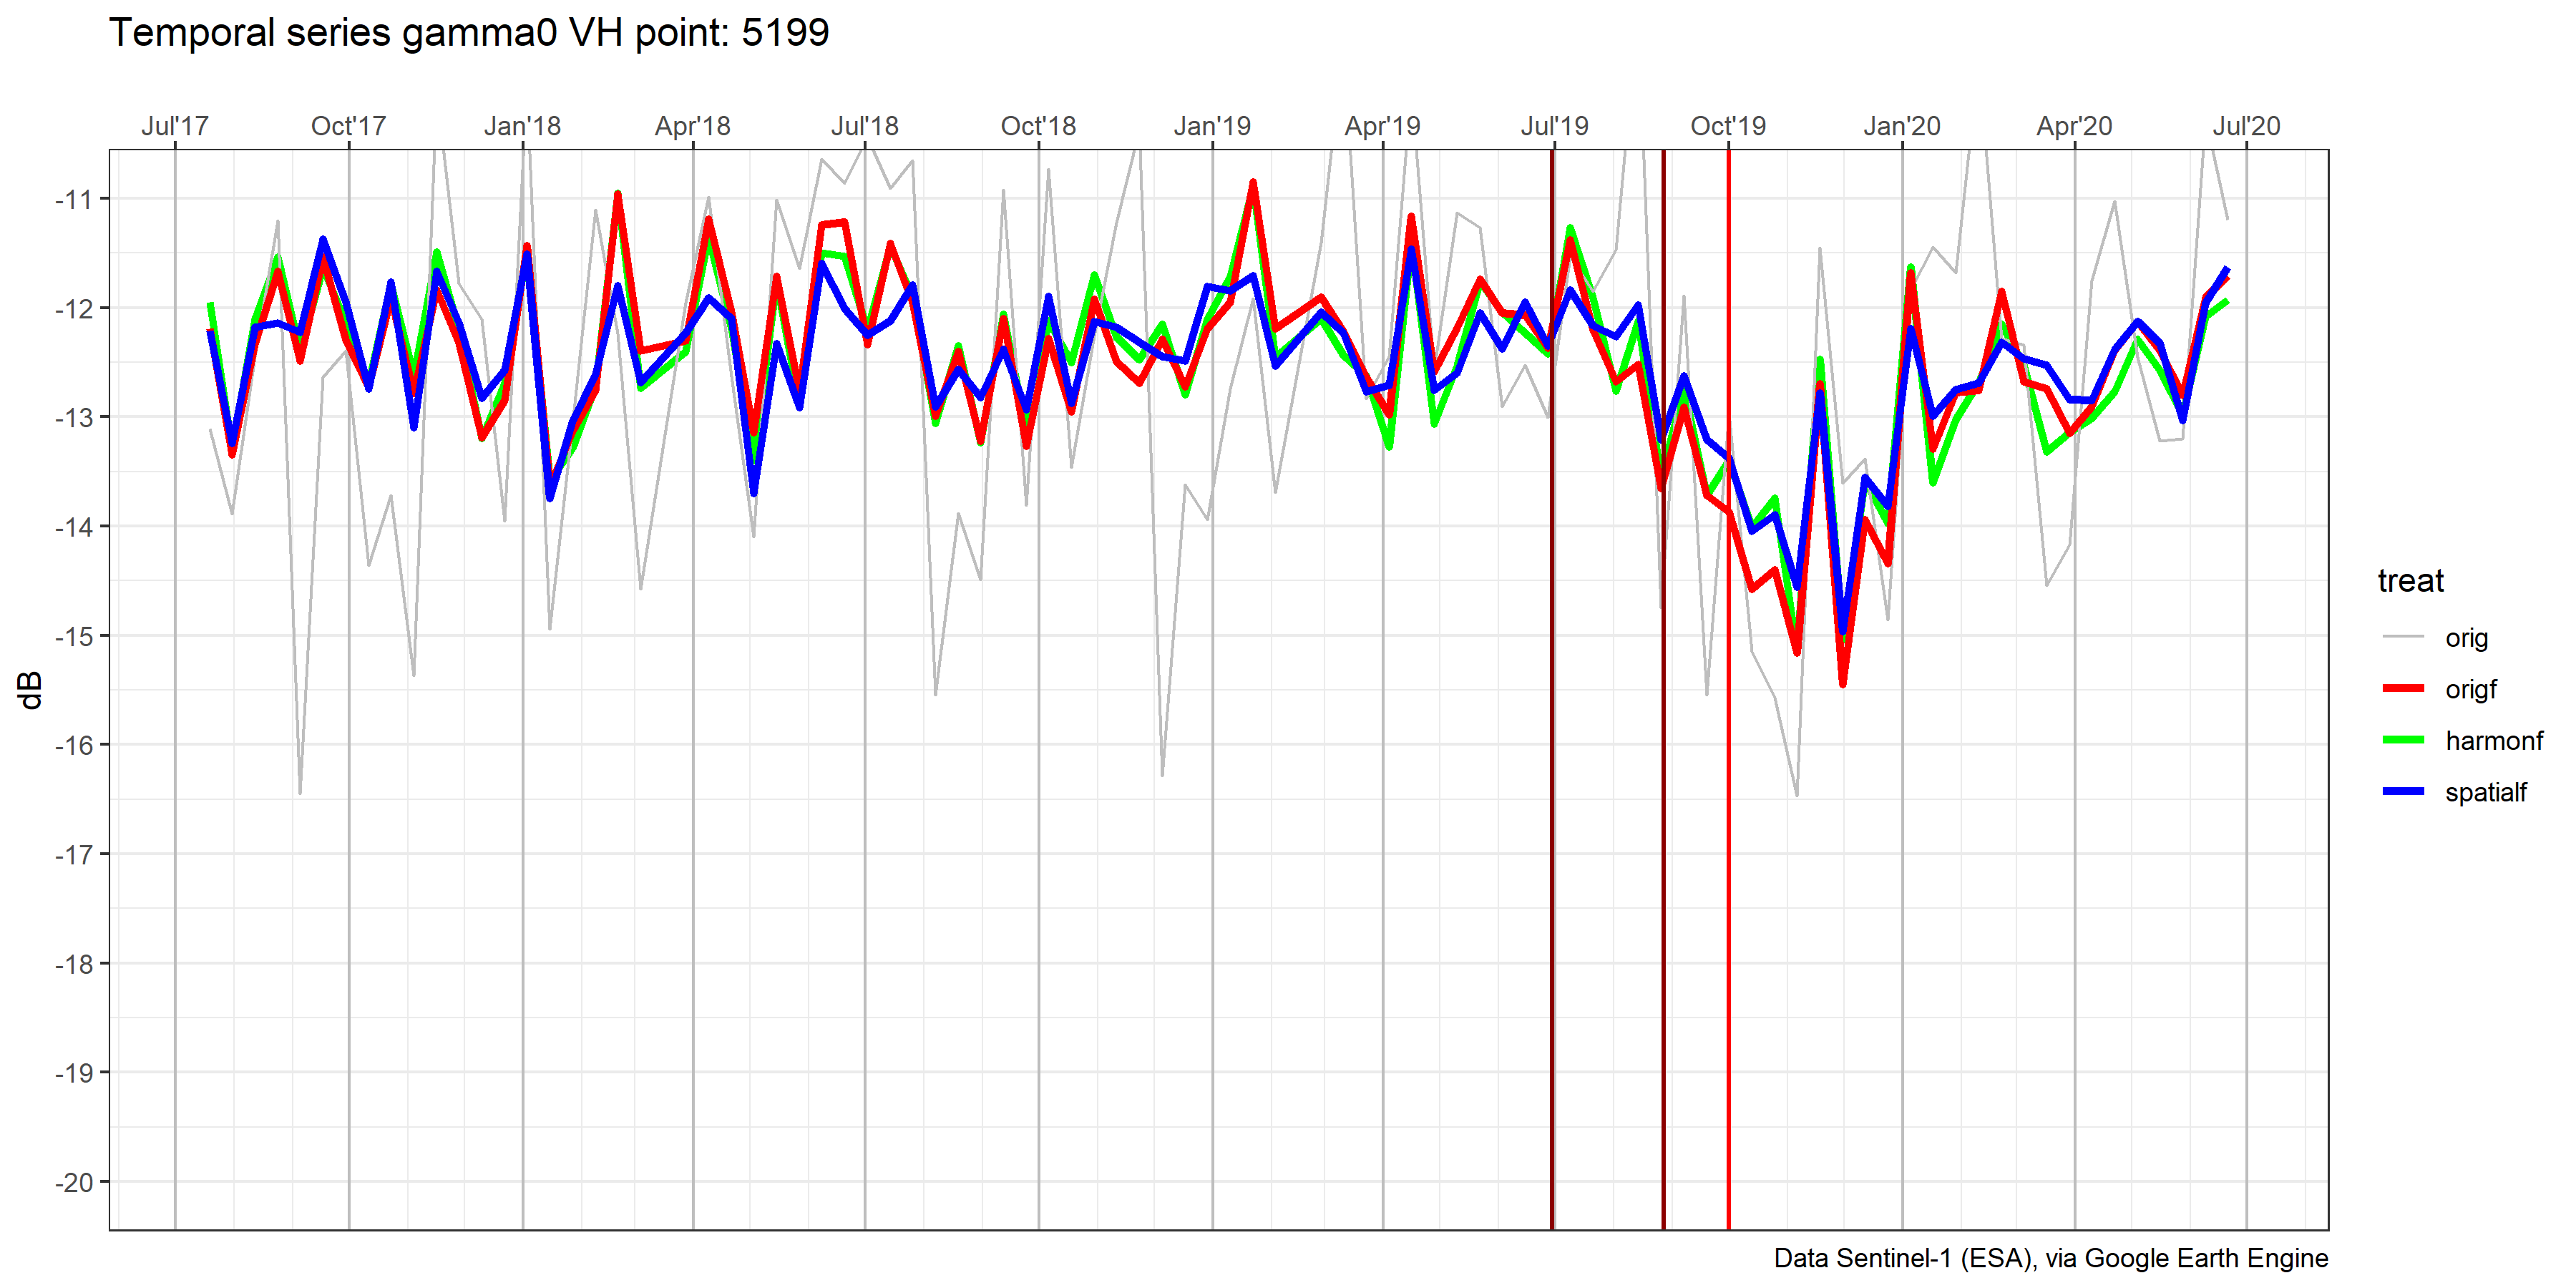 Temporal series gamma0 VH point: 5199
Jul'17 Oct'17 Jan'18 Apr'18 Jul'18 Oct'18 Jan'19 Apr'19 Jul'19 Oct'19 Jan'20 Apr'20 Jul'20
-11
-12
-13
-14
-15
-16
-17
-18
-19
-20
dB
treat
orig
origf
harmonf
spatialf
Data Sentinel-1 (ESA), via Google Earth Engine